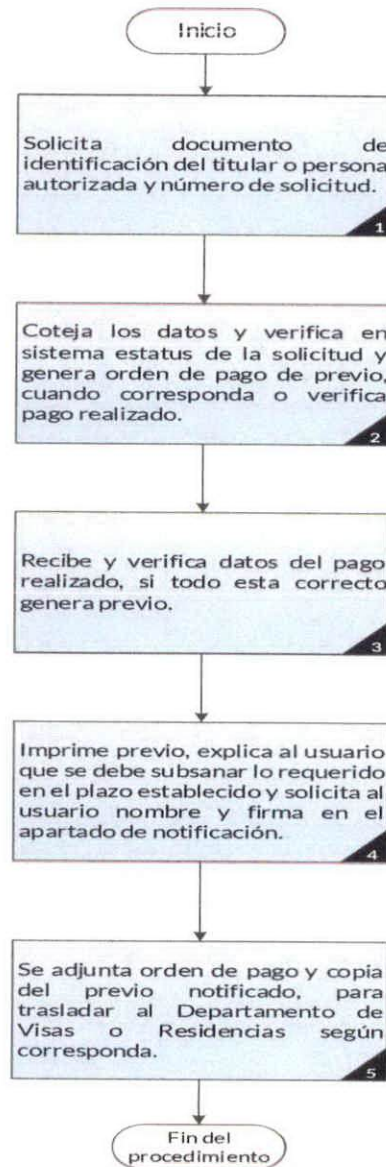 Inicio
Solicita documento de
identificación del titular o persona
autorizada y número de solicitud.
1
Coteja los datos y verifica en
sistema estatus de la solicitud y
genera orden de pago de previo,
cuando corresponda o verifica
pago realizado.
2
Recibe y verifica datos del pago
realizado, si todo esta correcto
genera previo.
3
Imprime previo, explica al usuario
que se debe subsanar lo requerido
en el plazo establecido y solicita al
usuario nombre y firma en el
apartado de notificación.
4
Se adjunta orden de pago y copia
del previo notificado, para
trasladar al Departamento de
Visas o Residencias según
corresponda.
5
Fin del
procedimiento